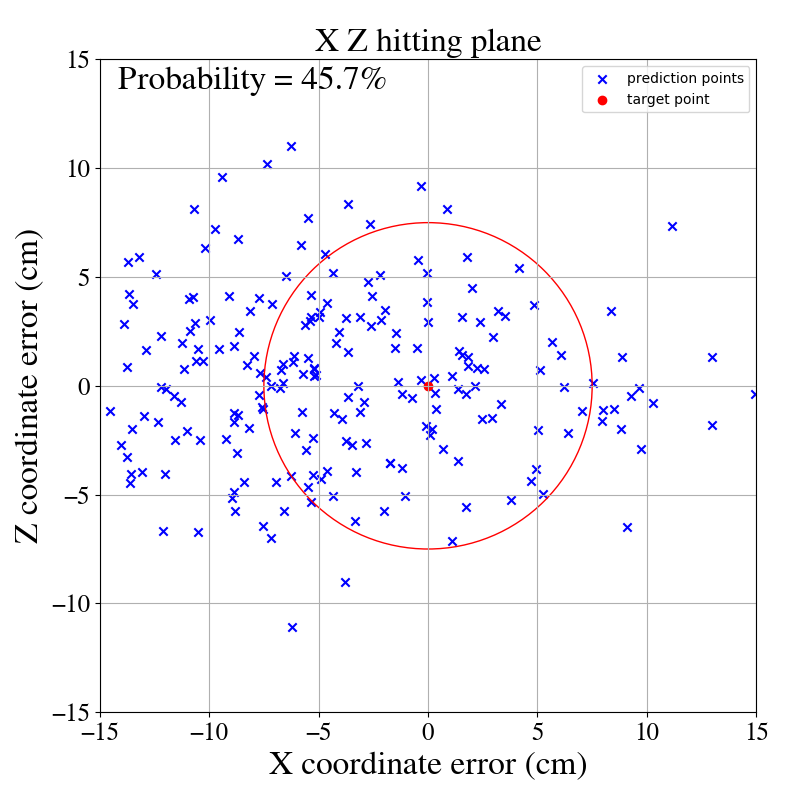 X Z hitting plane
Probability = 45.7%
prediction points
target point
Z coordinate error (cm)
15
10
5
0
−5
−10
−15
−15
−10
−5
0
5
10
15
X coordinate error (cm)